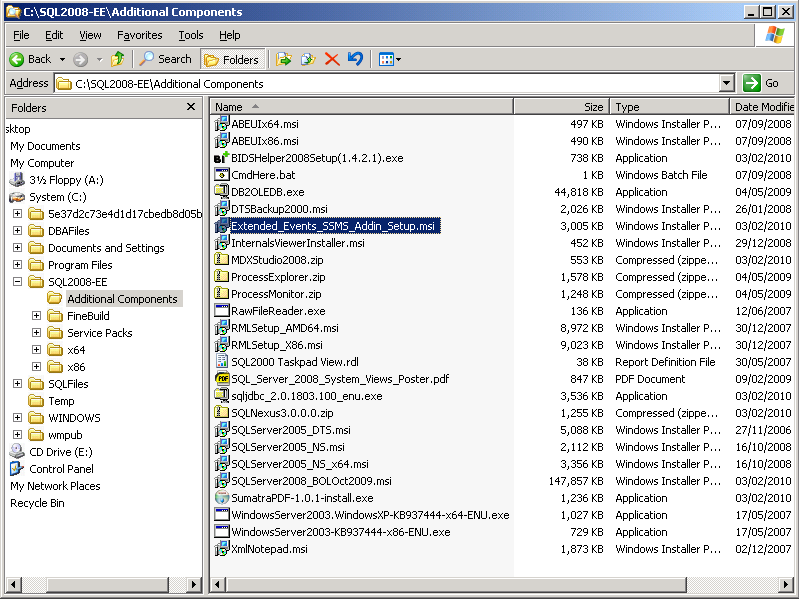 C:\SQL2008-EE\Additional Components
File Edit View Favorites Tools Help
Back Search Folders
Address C:\SQL2008-EE\Additional Components Go
Folders
sktop
My Documents
My Computer
3½ Floppy (A:)
System (C:)
5e37d2c73e4d1d17cbedb8d05b
DBAFiles
Documents and Settings
Program Files
SQL2008-EE
Additional Components
FineBuild
Service Packs
x64
x86
SQLFiles
Temp
WINDOWS
wmpub
CD Drive (E:)
Control Panel
My Network Places
Recycle Bin
Name Size Type Date Modifie
ABEUIx64.msi 497 KB Windows Installer P... 07/09/2008
ABEUIx86.msi 490 KB Windows Installer P... 07/09/2008
BIDSHelper2008Setup(1.4.2.1).exe 738 KB Application 03/02/2010
CmdHere.bat 1 KB Windows Batch File 07/09/2008
DB2OLEDB.exe 44,818 KB Application 04/05/2009
DTSBackup2000.msi 2,026 KB Windows Installer P... 26/01/2008
Extended_Events_SSMS_Addin_Setup.msi 3,005 KB Windows Installer P... 03/02/2010
InternalsViewerInstaller.msi 452 KB Windows Installer P... 29/12/2008
MDXStudio2008.zip 553 KB Compressed (zippe... 03/02/2010
ProcessExplorer.zip 1,578 KB Compressed (zippe... 04/05/2009
ProcessMonitor.zip 1,248 KB Compressed (zippe... 04/05/2009
RawFileReader.exe 136 KB Application 12/06/2007
RMLSetup_AMD64.msi 8,972 KB Windows Installer P... 30/12/2007
RMLSetup_X86.msi 9,023 KB Windows Installer P... 30/12/2007
SQL2000 Taskpad View.rdl 38 KB Report Definition File 30/05/2007
SQL_Server_2008_System_Views_Poster.pdf 847 KB PDF Document 09/02/2009
sqljdbc_2.0.1803.100_enu.exe 3,536 KB Application 03/02/2010
SQLNexus3.0.0.0.zip 1,255 KB Compressed (zippe... 03/02/2010
SQLServer2005_DTS.msi 5,088 KB Windows Installer P... 27/11/2006
SQLServer2005_NS.msi 2,112 KB Windows Installer P... 16/10/2008
SQLServer2005_NS_x64.msi 3,356 KB Windows Installer P... 16/10/2008
SQLServer2008_BOLOct2009.msi 147,857 KB Windows Installer P... 03/02/2010
SumatraPDF-1.0.1-install.exe 1,236 KB Application 03/02/2010
WindowsServer2003.WindowsXP-KB937444-x64-ENU.exe 1,027 KB Application 17/05/2007
WindowsServer2003-KB937444-x86-ENU.exe 729 KB Application 17/05/2007
XmlNotepad.msi 1,873 KB Windows Installer P... 02/12/2007